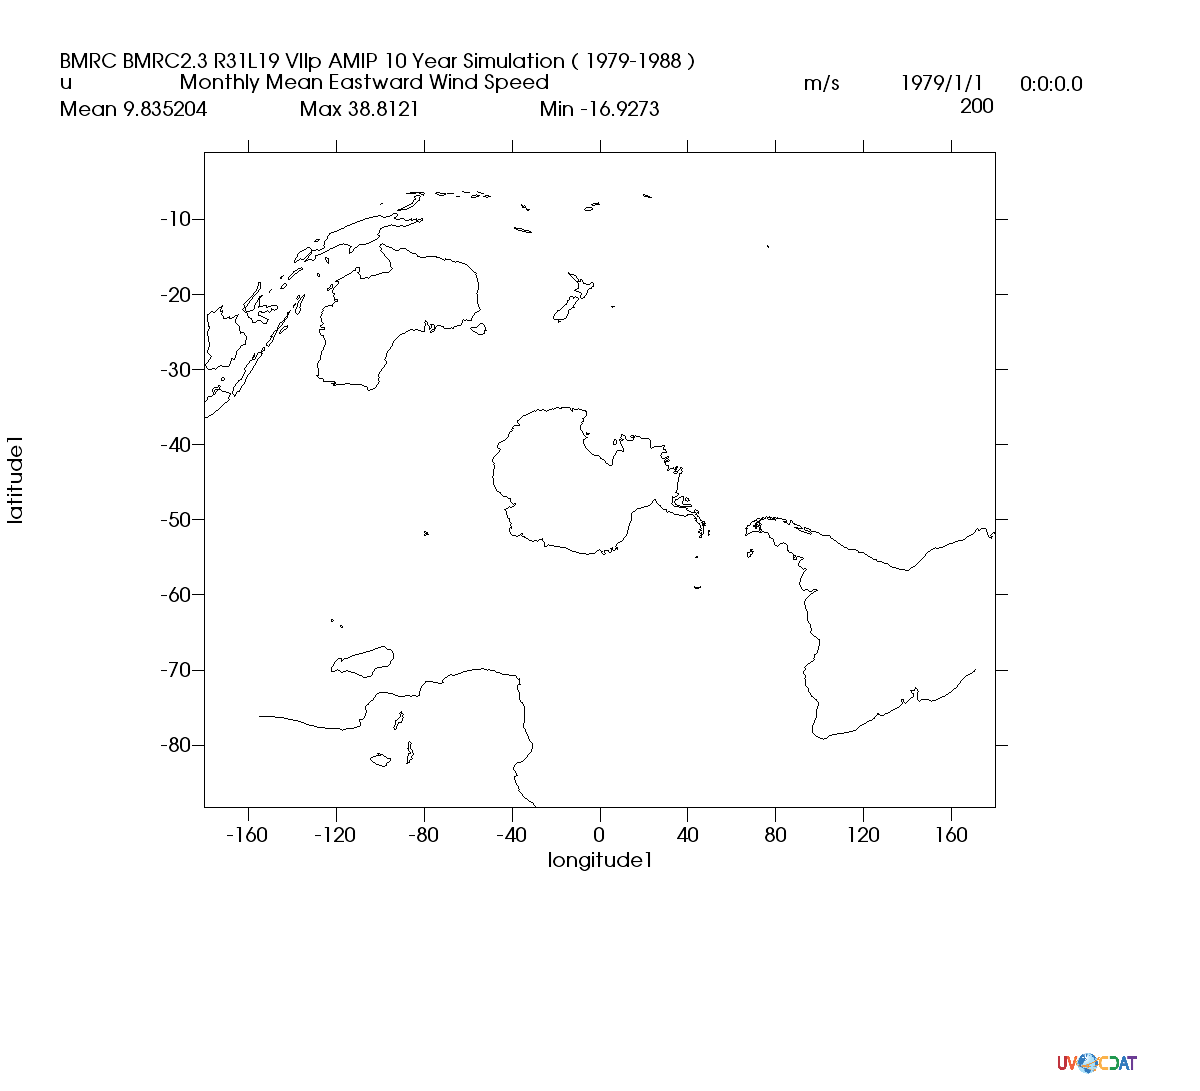 BMRC BMRC2.3 R31L19 VIIp AMIP 10 Year Simulation ( 1979-1988 )
u Monthly Mean Eastward Wind Speed m/s 1979/1/1 0:0:0.0
Mean 9.835204 Max 38.8121 Min -16.9273 200
-10
-20
-30
-40
-50
-60
-70
-80
latitude1
-160 -120 -80 -40 0 40 80 120 160
longitude1
UV CDAT